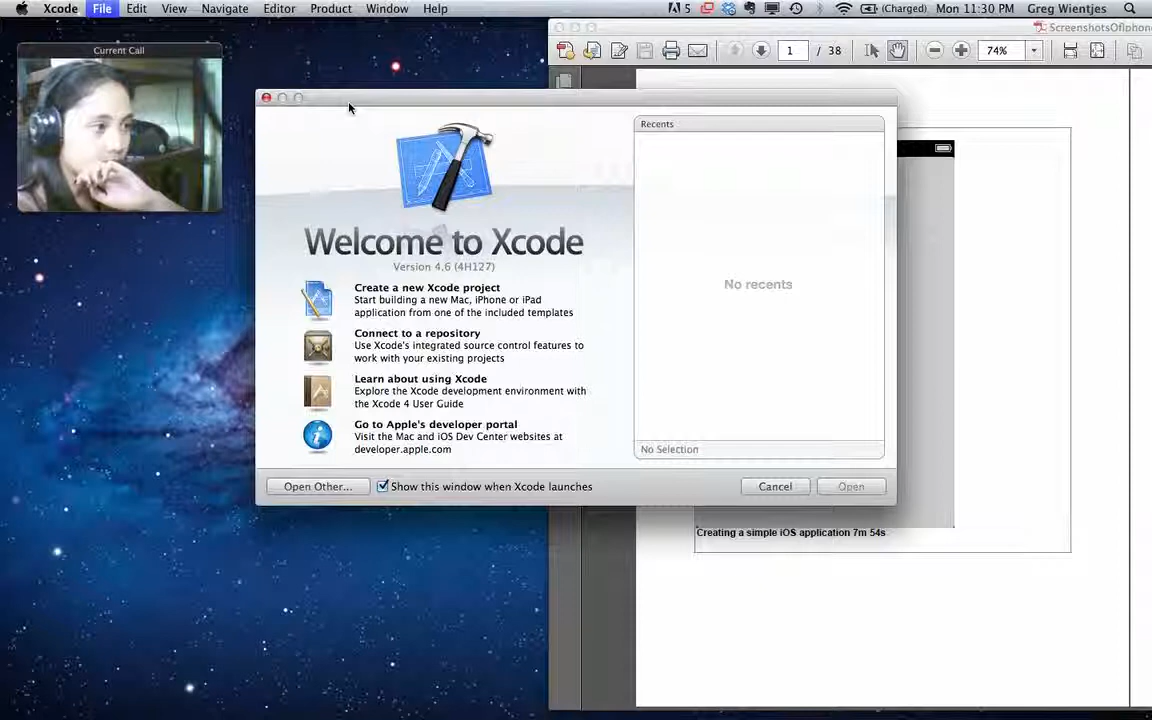 Xcode File Edit View Navigate Editor Product Window Help 5 (Charged) Mon 11:30 PM Greg Wientjes
ScreenshotsOfIphon
1 / 38 74%
Current Call
Recents
Welcome to Xcode
Version 4.6 (4H127)
Create a new Xcode project
Start building a new Mac, iPhone or iPad
application from one of the included templates
Connect to a repository
Use Xcode's integrated source control features to
work with your existing projects
Learn about using Xcode
Explore the Xcode development environment with
the Xcode 4 User Guide
Go to Apple's developer portal
Visit the Mac and iOS Dev Center websites at
developer.apple.com
No recents
No Selection
Open Other... Show this window when Xcode launches Cancel Open
Creating a simple iOS application 7m 54s